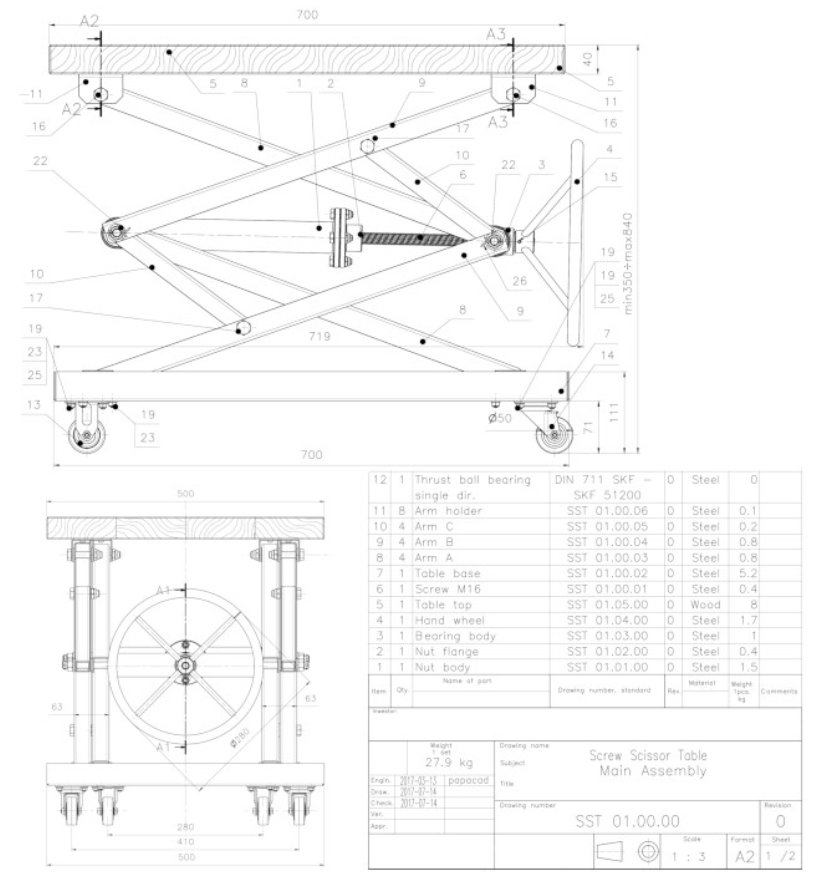 700
A2
A3
40
11
5
8
1
2
9
5
11
A2
A3
16
17
16
22
10
6
22
3
4
15
19
10
26
19
25
min350÷max840
17
9
8
719
19
23
25
7
14
13
19
23
Ø50
71
111
700
500
A1
63
63
Ø280
A1
280
410
500
12 1 Thrust ball bearing single dir. DIN 711 SKF - SKF 51200 0 Steel 0
11 8 Arm holder SST 01.00.06 0 Steel 0.1
10 4 Arm C SST 01.00.05 0 Steel 0.2
9 4 Arm B SST 01.00.04 0 Steel 0.8
8 4 Arm A SST 01.00.03 0 Steel 0.8
7 1 Table base SST 01.00.02 0 Steel 5.2
6 1 Screw M16 SST 01.00.01 0 Steel 0.4
5 1 Table top SST 01.05.00 0 Wood 8
4 1 Hand wheel SST 01.04.00 0 Steel 1.7
3 1 Bearing body SST 01.03.00 0 Steel 1
2 1 Nut flange SST 01.02.00 0 Steel 0.4
1 1 Nut body SST 01.01.00 0 Steel 1.5
Item Qty. Name of part Drawing number, standard Rev. Material Weight 1pcs. kg Comments
Investor:
Weight 1 set
27.9 kg
Drawing name
Subject
Screw Scissor Table
Main Assembly
Title
Engin. 2017-03-13 papacad
Draw. 2017-07-14
Check. 2017-07-14
Ver.
Appr.
Drawing number
SST 01.00.00
Revision
0
Scale
1 : 3
Format
A2
Sheet
1 /2